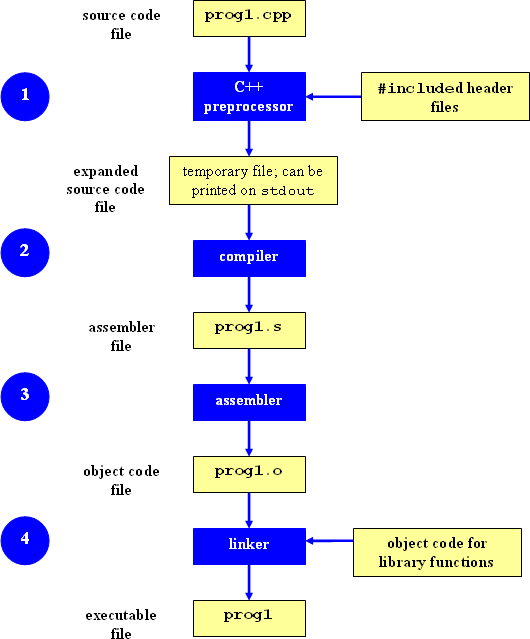 source code
file
prog1.cpp
1
C++
preprocessor
#included header
files
expanded
source code
file
temporary file; can be
printed on stdout
2
compiler
assembler
file
prog1.s
3
assembler
object code
file
prog1.o
4
linker
object code for
library functions
executable
file
prog1